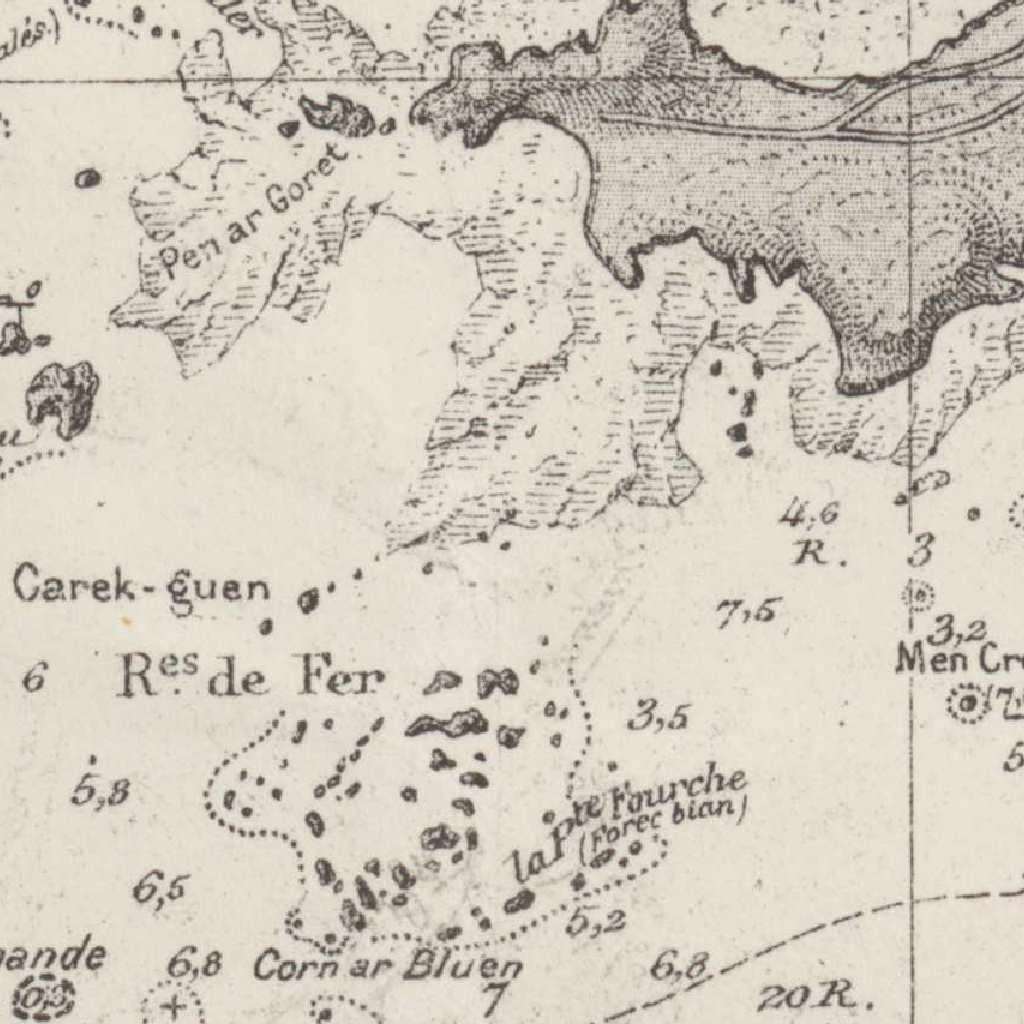 Pen ar Goret
4,6
R.
3
Carek-guen
7,5
3,2
Men
6
Res. de Fer
3,5
5,8
la Pte Fourche
(Forec bian)
6,5
5,2
6,8
Corn ar Bluen
6,8
7
20 R.